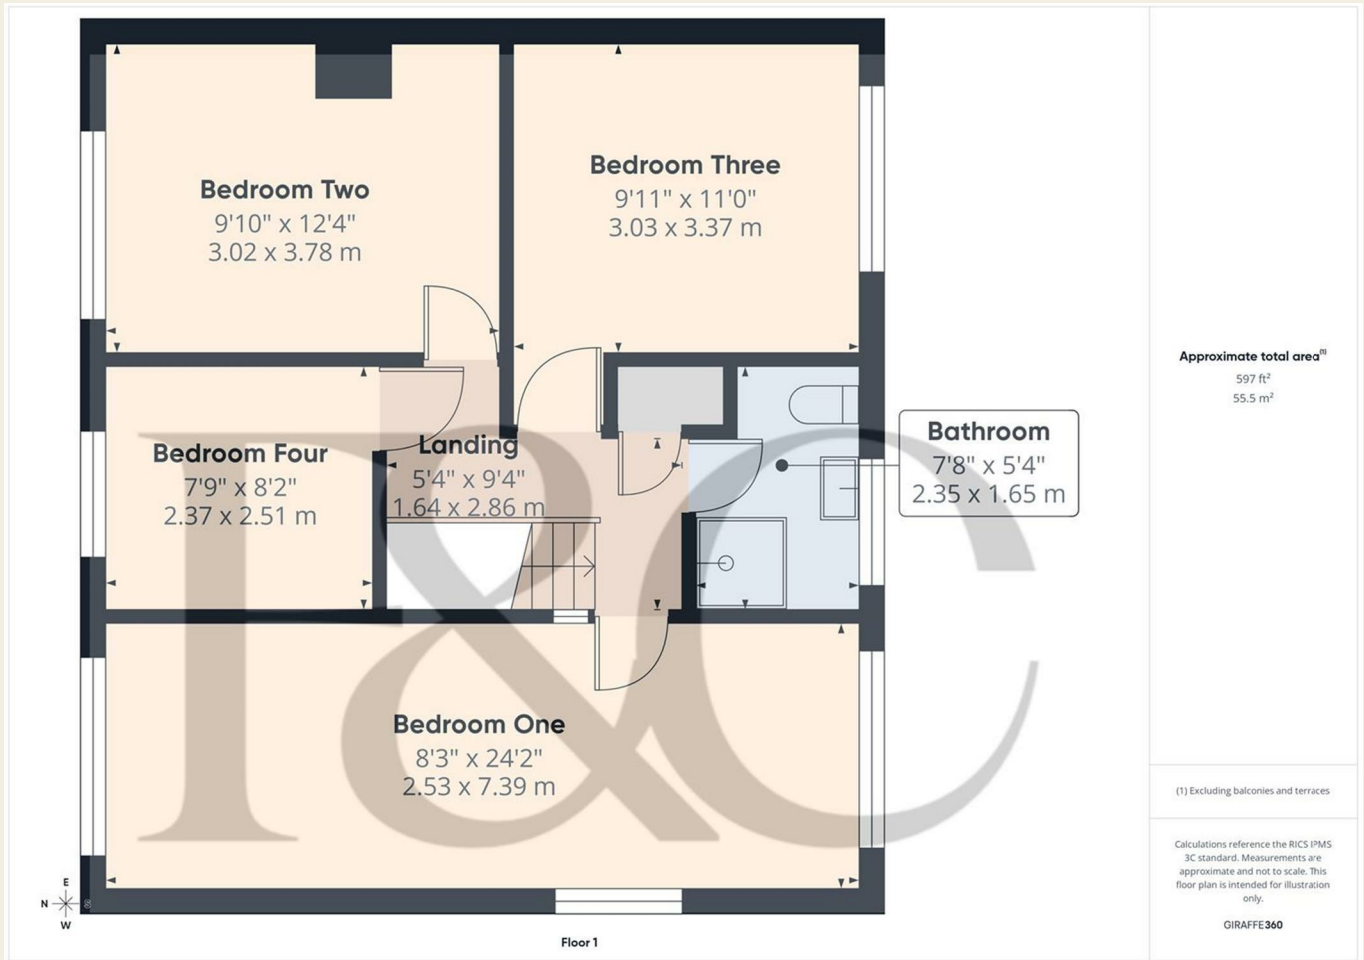 Bedroom Two
9'10" x 12'4"
3.02 x 3.78 m
Bedroom Three
9'11" x 11'0"
3.03 x 3.37 m
Bedroom Four
7'9" x 8'2"
2.37 x 2.51 m
Landing
5'4" x 9'4"
1.64 x 2.86 m
Bathroom
7'8" x 5'4"
2.35 x 1.65 m
Bedroom One
8'3" x 24'2"
2.53 x 7.39 m
F&C
E
N S
W
Floor 1
Approximate total area(1)
597 ft²
55.5 m²
(1) Excluding balconies and terraces
Calculations reference the RICS IPMS
3C standard. Measurements are
approximate and not to scale. This
floor plan is intended for illustration
only.
GIRAFFE360